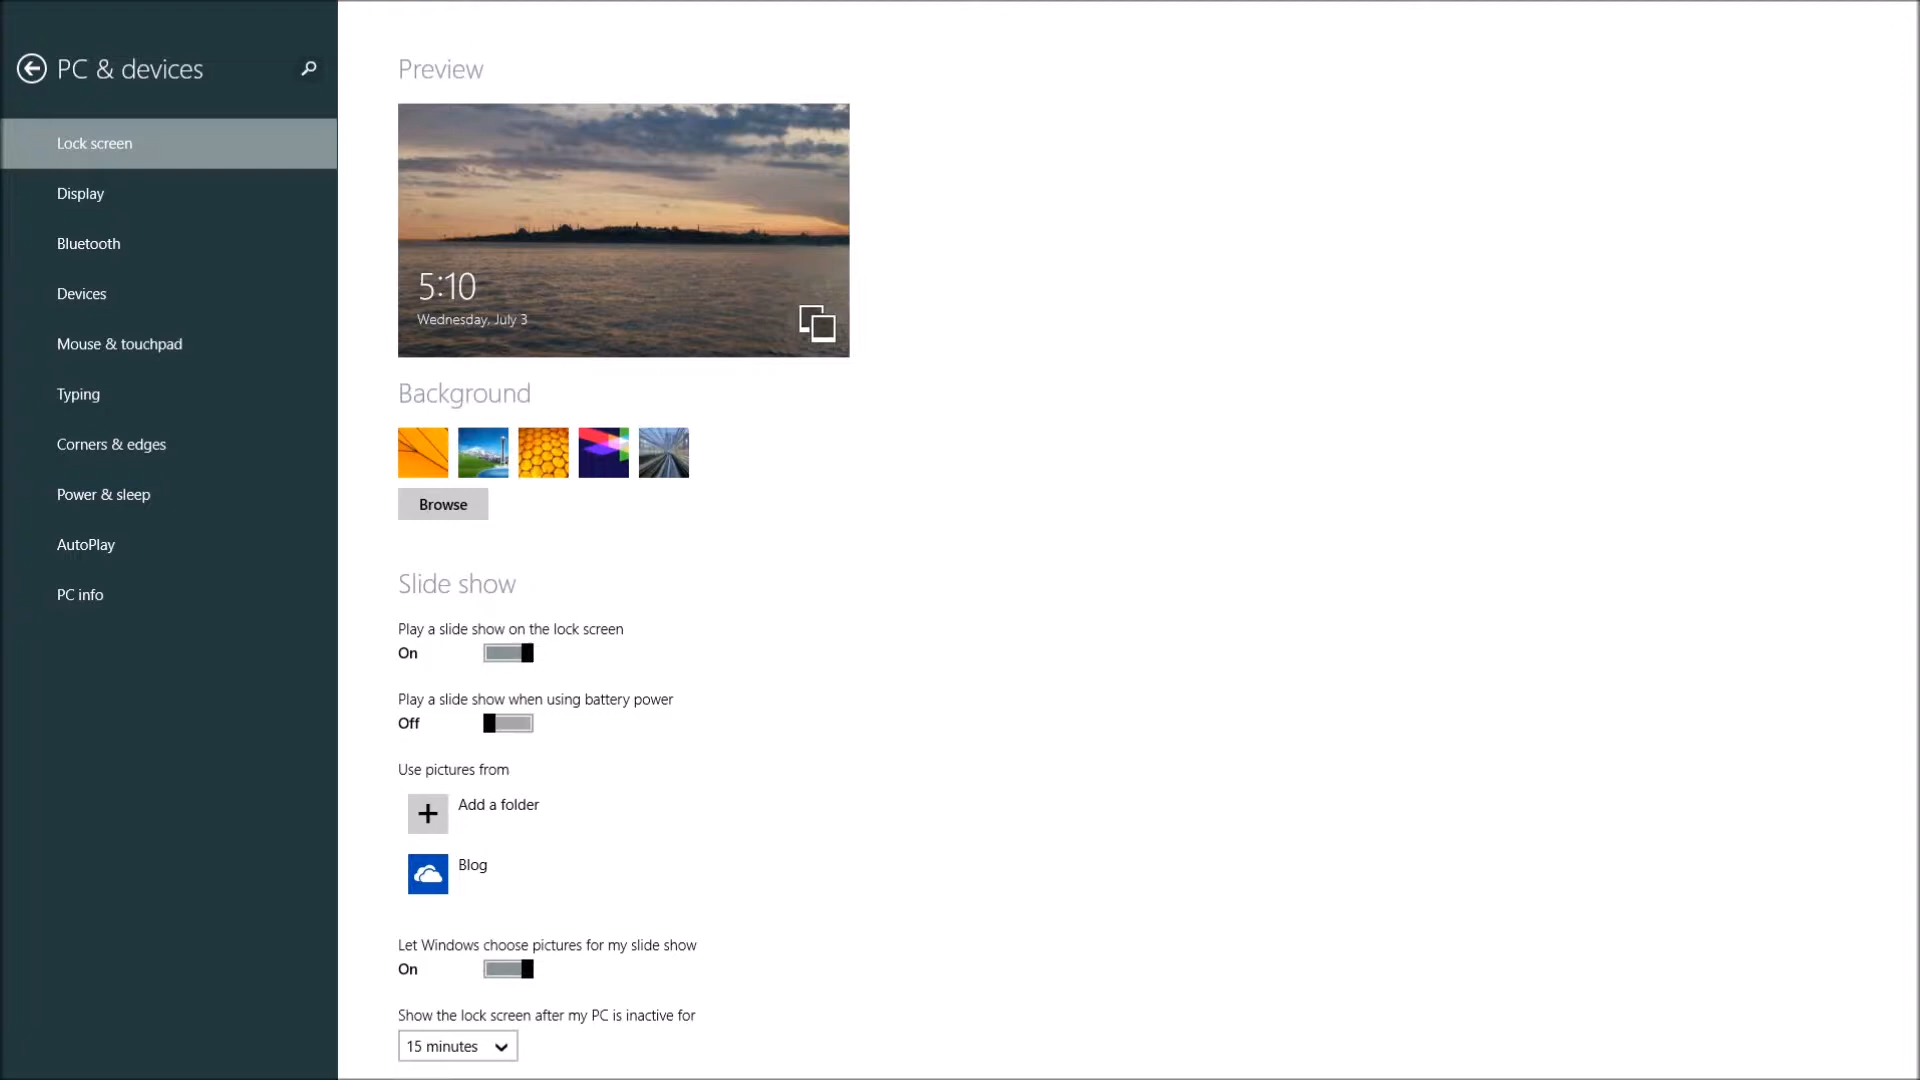 PC & devices
Lock screen
Display
Bluetooth
Devices
Mouse & touchpad
Typing
Corners & edges
Power & sleep
AutoPlay
PC info
Preview
5:10
Wednesday, July 3
Background
Browse
Slide show
Play a slide show on the lock screen
On
Play a slide show when using battery power
Off
Use pictures from
Add a folder
Blog
Let Windows choose pictures for my slide show
On
Show the lock screen after my PC is inactive for
15 minutes